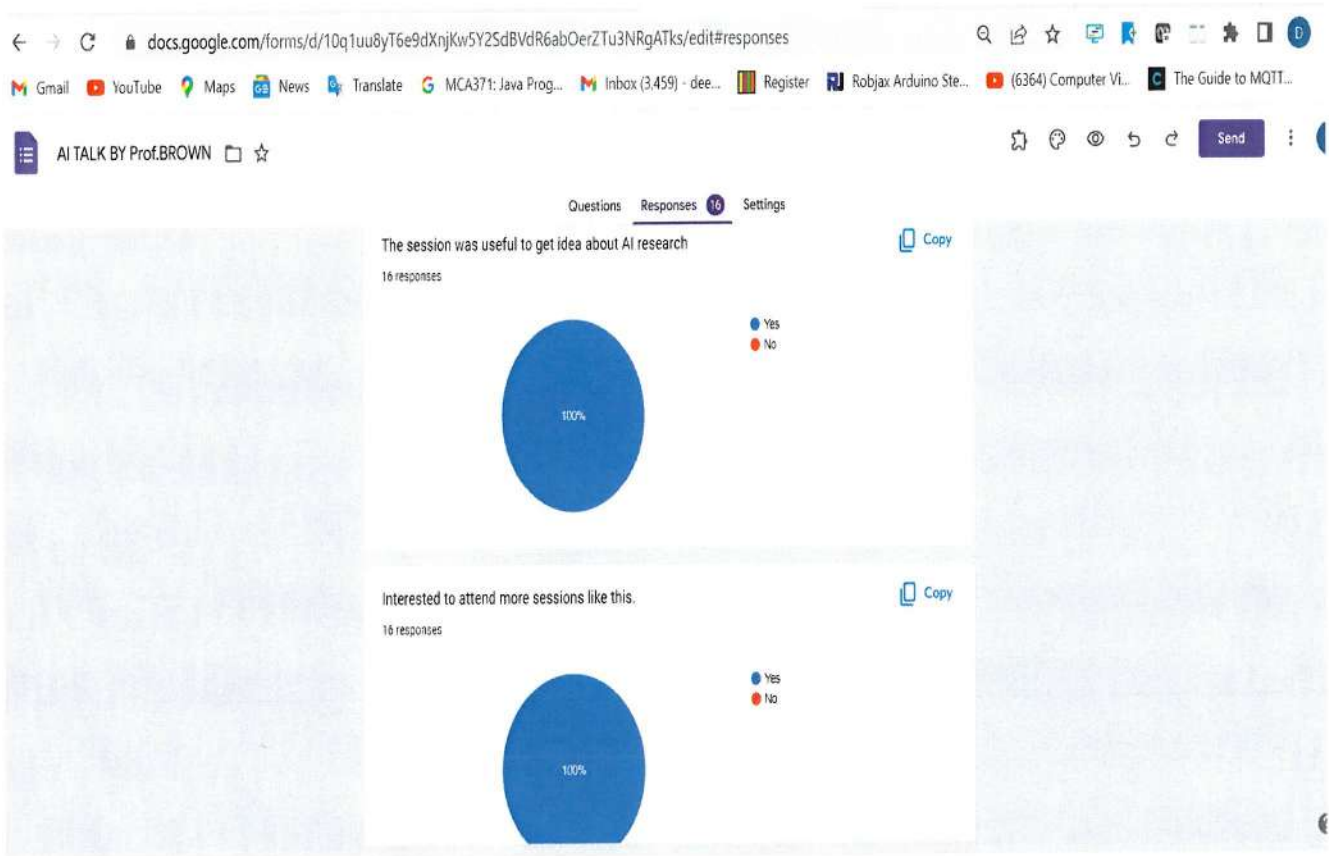 docs.google.com/forms/d/10q1uu8yT6e9dXnjKw5Y2SdBVdR6abOerZTu3NRgATks/edit#responses
D
Gmail YouTube Maps GE News Translate G MCA371: Java Prog... Inbox (3,459) - dee... Register RJ Robjax Arduino Ste... (6364) Computer Vi... C The Guide to MQTT...
AI TALK BY Prof.BROWN Send
Questions Responses 16 Settings
The session was useful to get idea about AI research Copy
16 responses
Yes
No
100%
Interested to attend more sessions like this. Copy
16 responses
Yes
No
100%